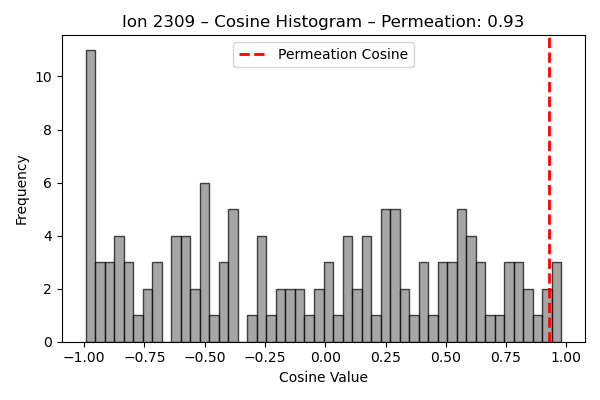 Ion 2309 – Cosine Histogram – Permeation: 0.93
Permeation Cosine
Frequency
10
8
6
4
2
0
−1.00 −0.75 −0.50 −0.25 0.00 0.25 0.50 0.75 1.00
Cosine Value